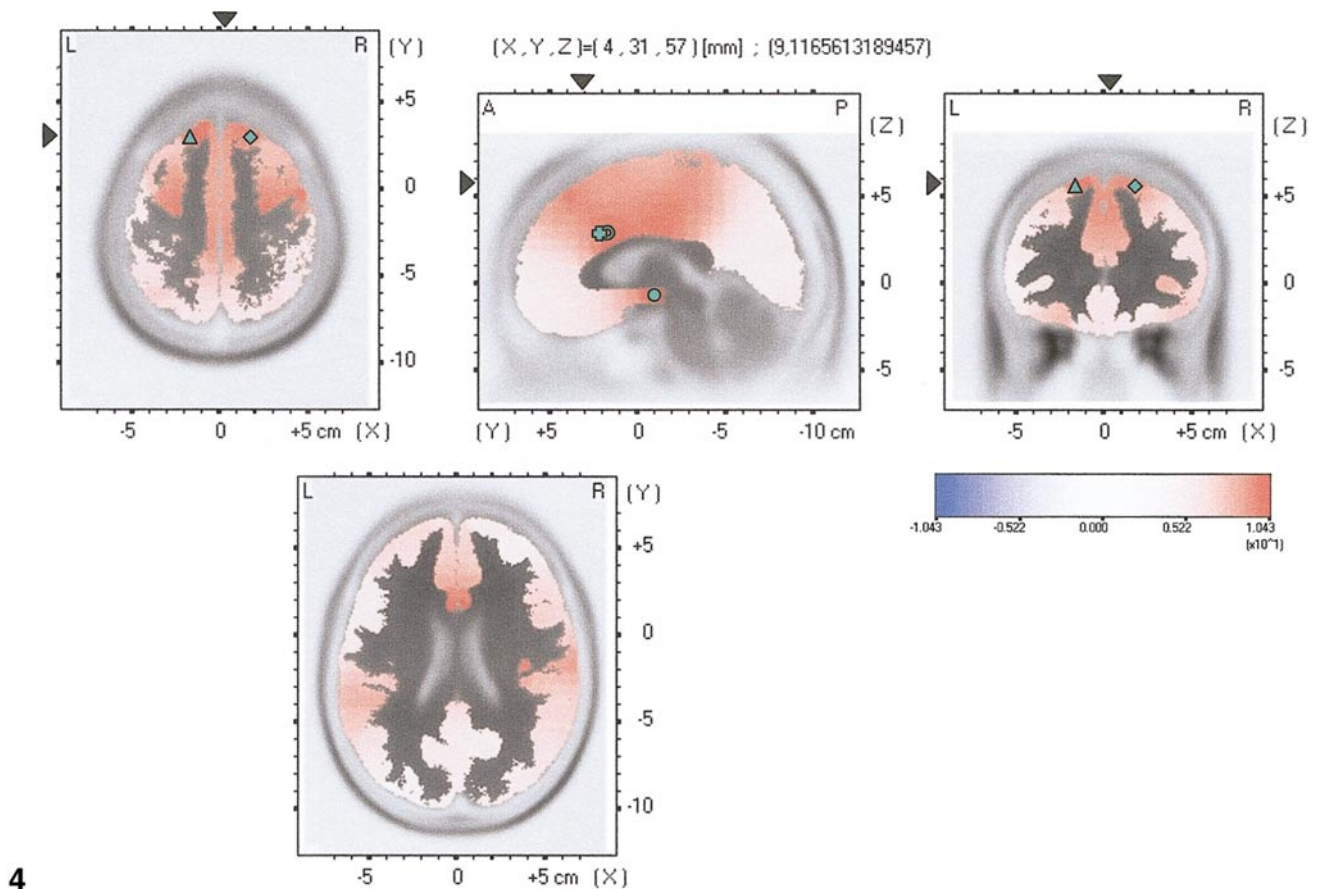 L R (Y)
+5
0
-5
-10
-5 0 +5 cm (X)
(X,Y,Z)=( 4 , 31 , 57 ) [mm] ; (9,1165613189457)
A P (Z)
+5
0
-5
(Y) +5 0 -5 -10 cm
L R (Z)
+5
0
-5
-5 0 +5 cm (X)
-1.043 -0.522 0.000 0.522 1.043
(x10^1)
L R (Y)
+5
0
-5
-10
-5 0 +5 cm (X)
4